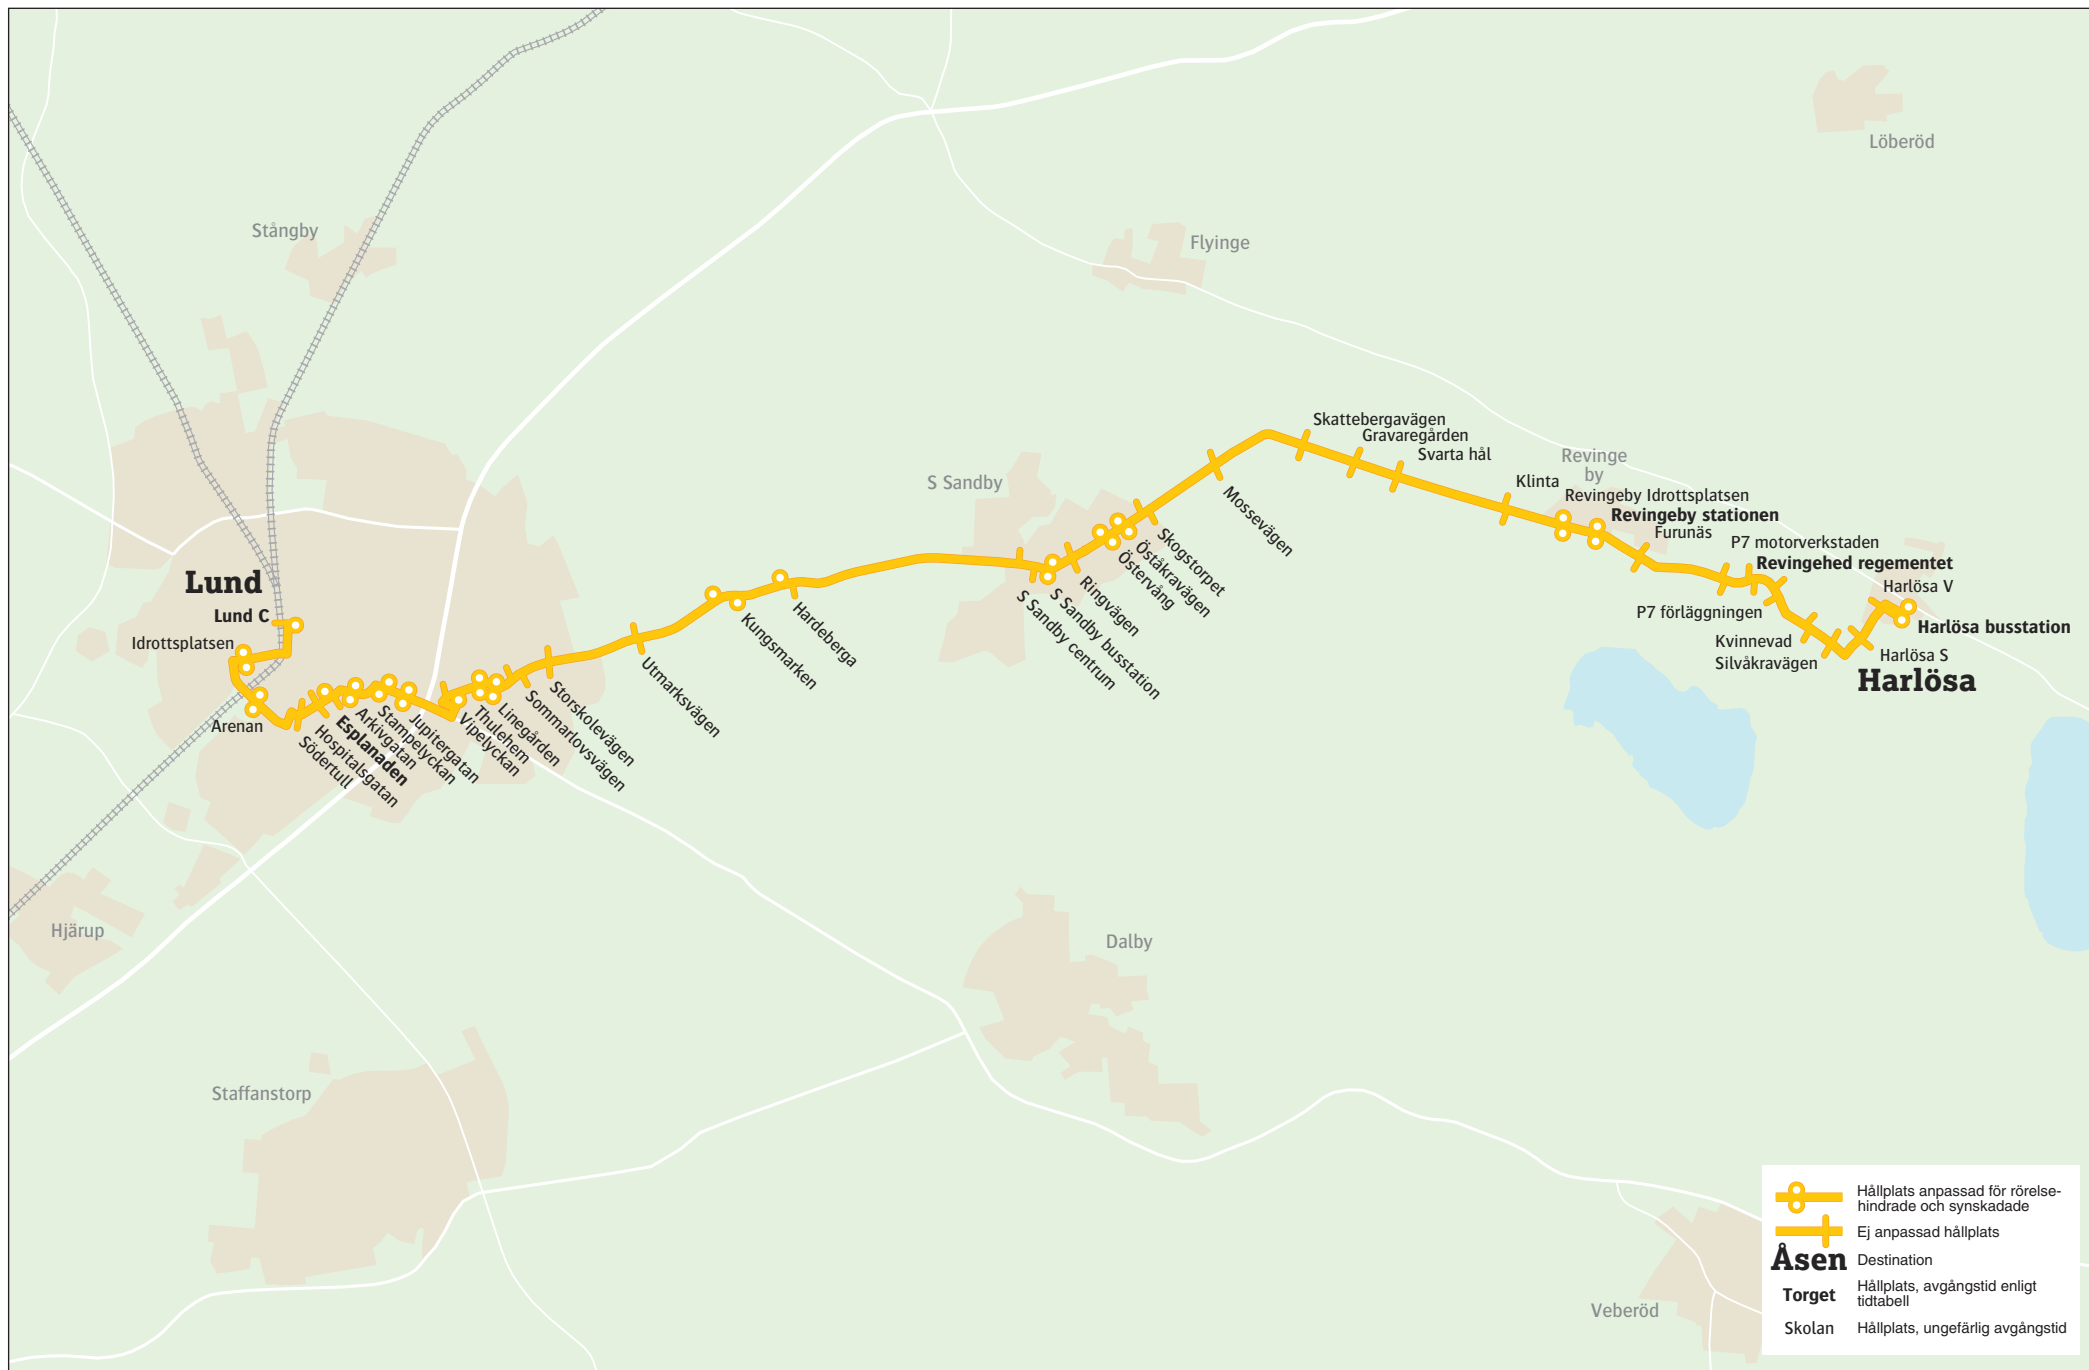 Löberöd
Stångby
Flyinge
Skattebergavägen
Gravaregården
Svarta hål
Revinge
by
S Sandby
Klinta
Mossevägen
Revingeby Idrottsplatsen
Revingeby stationen
Furunäs
P7 motorverkstaden
Revingehed regementet
Skogstorpet
Öståkravägen
Östervång
Ringvägen
S Sandby busstation
S Sandby centrum
Lund
Lund C
Idrottsplatsen
Arenan
Hardeberga
Kungsmarken
Utmarksvägen
Storskolevägen
Sommarlovsvägen
Linegården
Thulehem
Vipelyckan
Jupitergatan
Stampelyckan
Arkivgatan
Esplanaden
Hospitalsgatan
Södertull
P7 förläggningen
Harlösa V
Harlösa busstation
Kvinnevad
Silvåkravägen
Harlösa S
Harlösa
Hjärup
Dalby
Staffanstorp
Veberöd
Hållplats anpassad för rörelse-
hindrade och synskadade
Ej anpassad hållplats
Åsen Destination
Torget Hållplats, avgångstid enligt
tidtabell
Skolan Hållplats, ungefärlig avgångstid